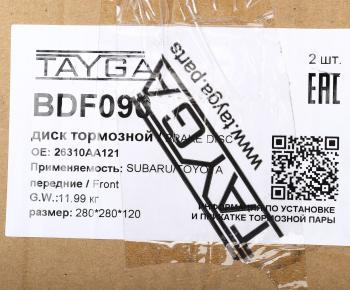 TAYGA
2 шт.
BDF09
EAC
ДИСК ТОРМОЗНОЙ / BRAKE DISC
OE: 26310AA121
Применяемость: SUBARU/TOYOTA
передние / Front
G.W.:11.99 кг
размер: 280*280*120
ИНФОРМАЦИЯ ПО УСТАНОВКЕ
И ПРИКАТКЕ ТОРМОЗНОЙ ПАРЫ
www.tayga.parts
TAYGA